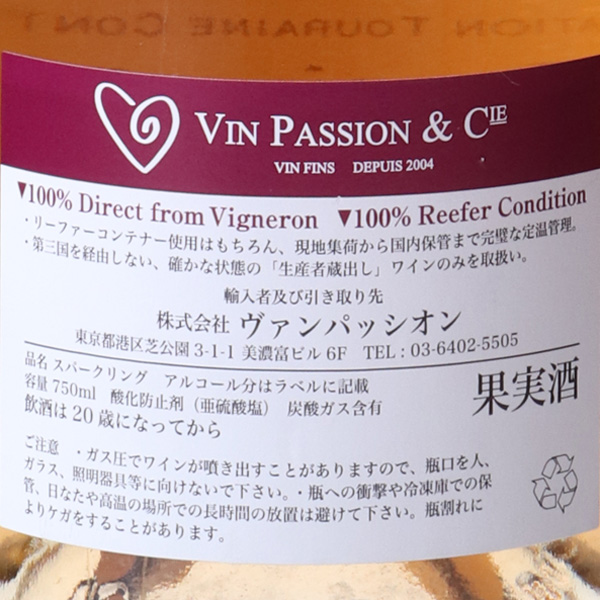 ATION TOURAINE CONT
VIN PASSION & CIE
VIN FINS DEPUIS 2004
▼100% Direct from Vigneron ▼100% Reefer Condition
・リーファーコンテナー使用はもちろん、現地集荷から国内保管まで完璧な定温管理。
・第三国を経由しない、確かな状態の「生産者蔵出し」ワインのみを取扱い。
輸入者及び引き取り先
株式会社 ヴァンパッシオン
東京都港区芝公園 3-1-1 美濃富ビル 6F TEL : 03-6402-5505
品名 スパークリング アルコール分はラベルに記載
容量 750ml 酸化防止剤（亜硫酸塩） 炭酸ガス含有
飲酒は 20 歳になってから
果実酒
ご注意 ・ガス圧でワインが噴き出すことがありますので、瓶口を人、
ガラス、照明器具等に向けないで下さい。・瓶への衝撃や冷凍庫での保
管、日なたや高温の場所での長時間の放置は避けて下さい。瓶割れに
よりケガをすることがあります。